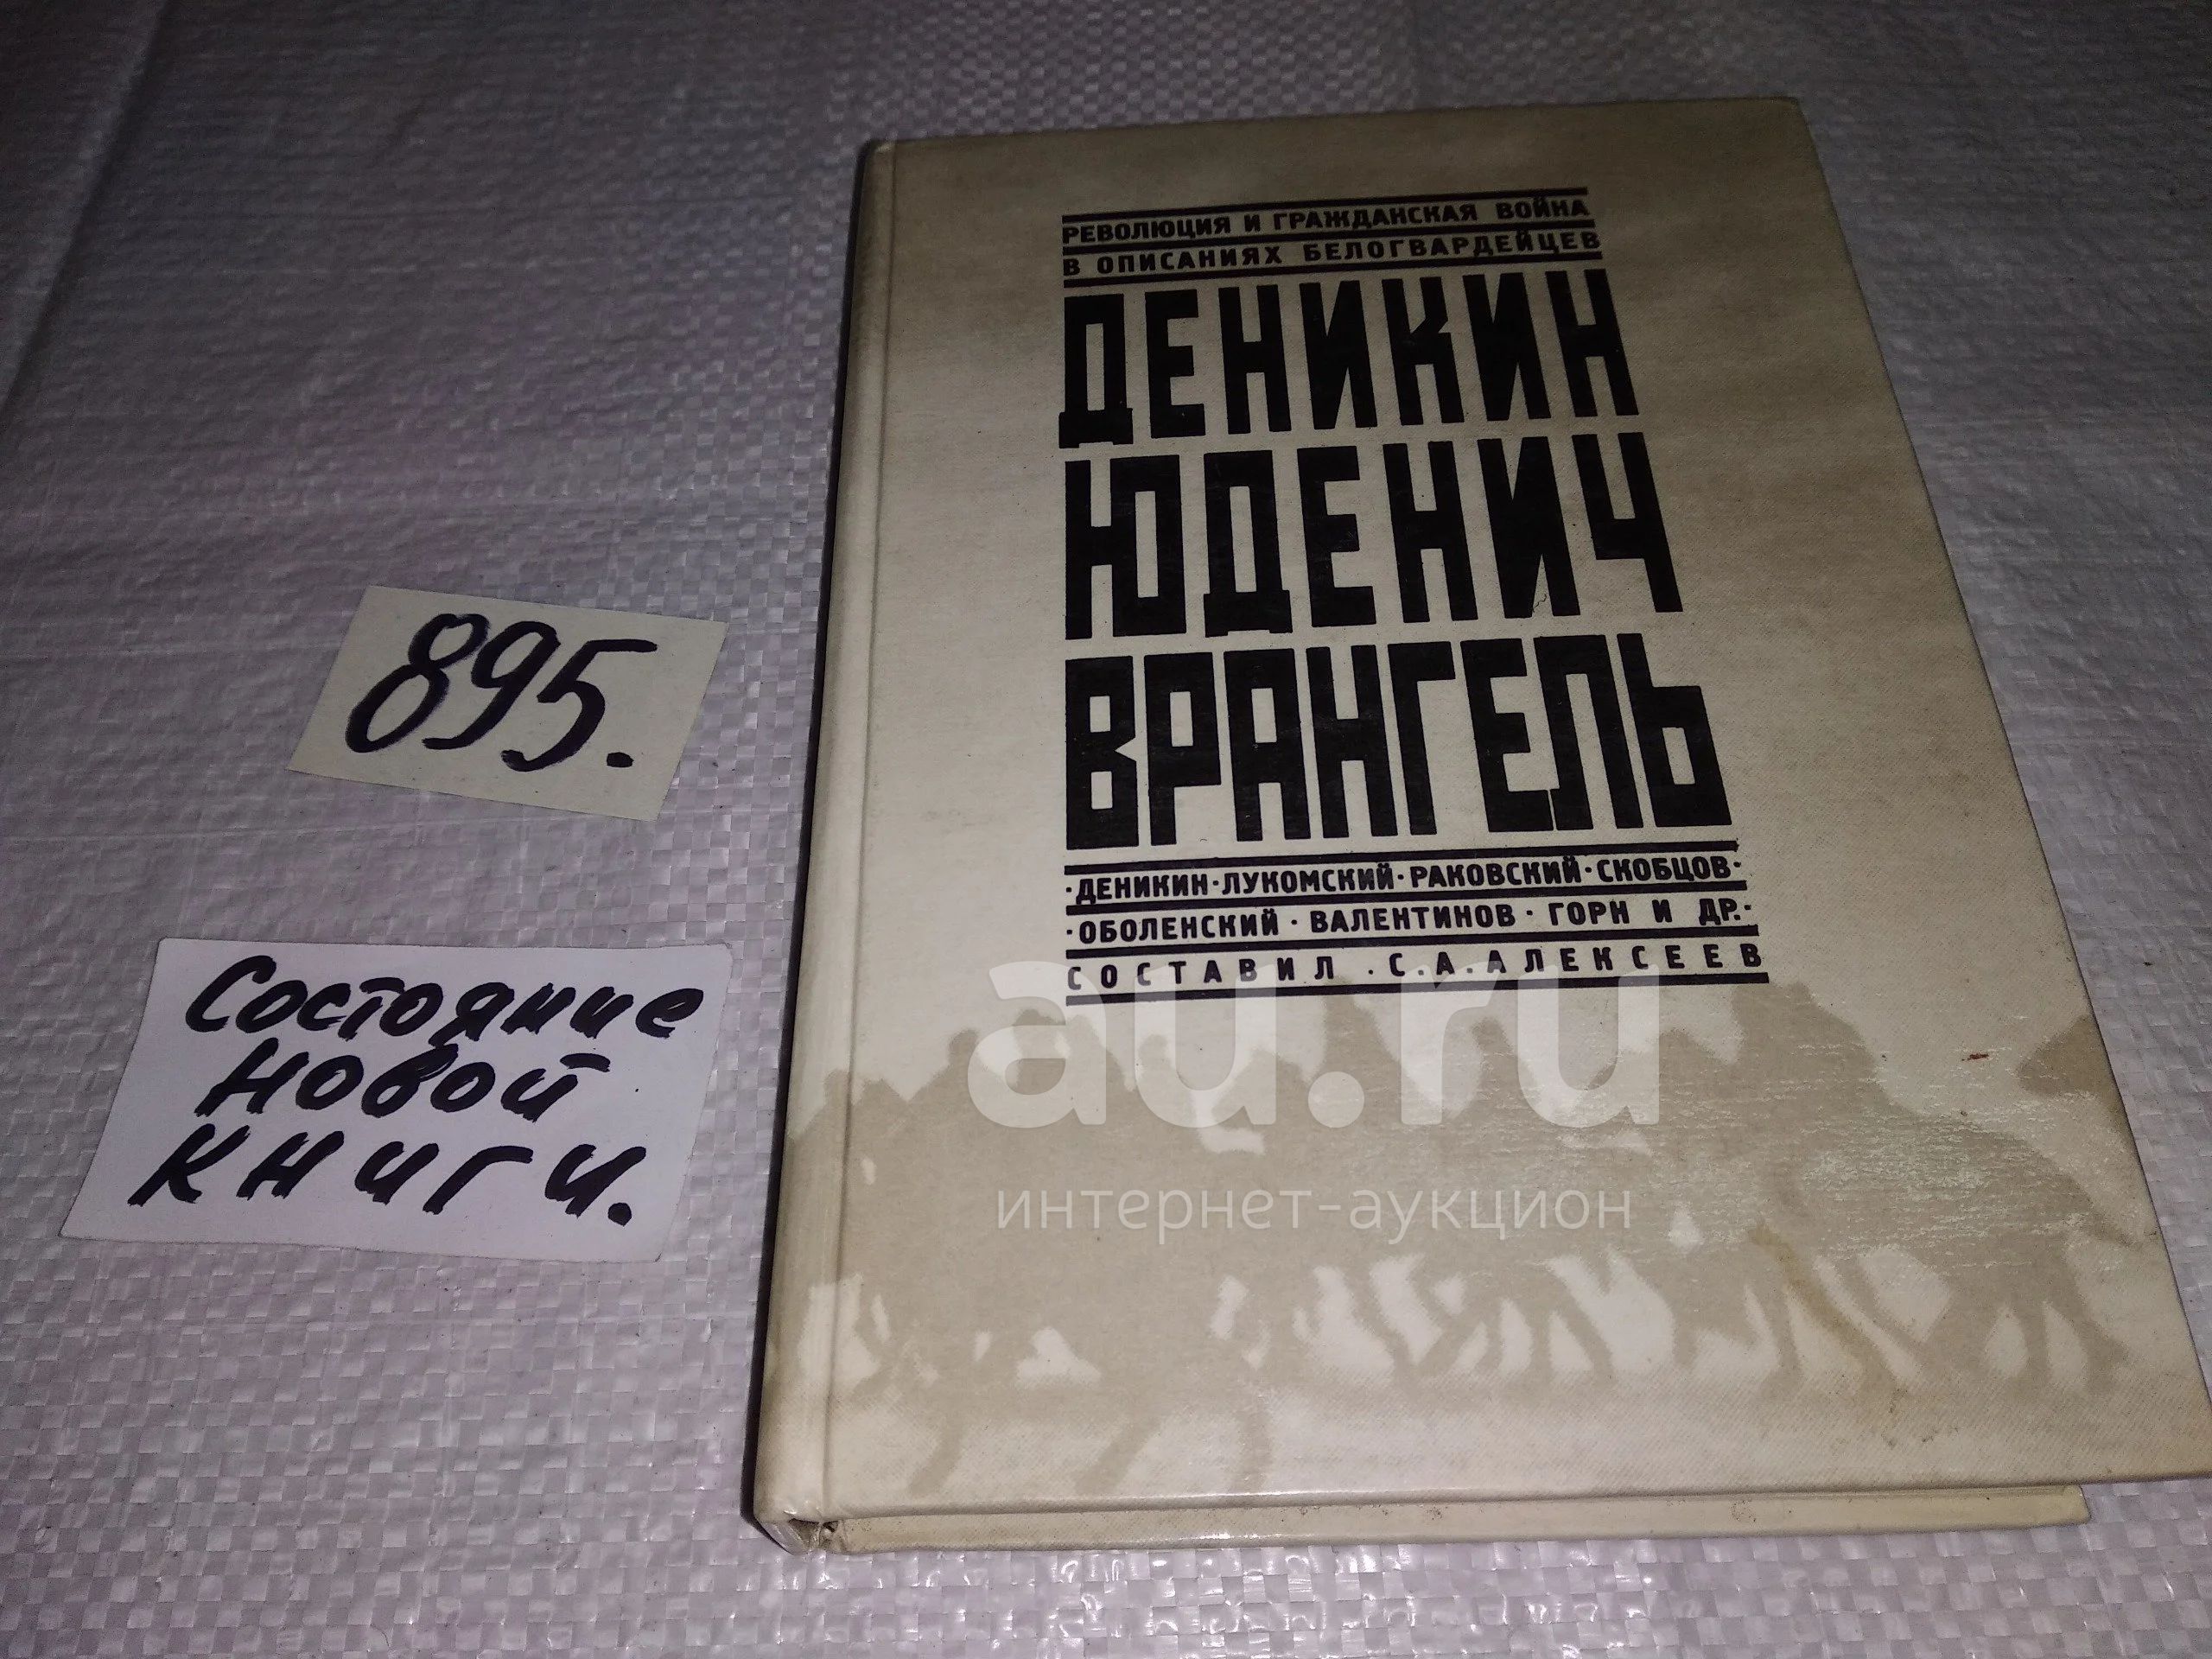 РЕВОЛЮЦИЯ И ГРАЖДАНСКАЯ ВОЙНА
В ОПИСАНИЯХ БЕЛОГВАРДЕЙЦЕВ
ДЕНИКИН
ЮДЕНИЧ
ВРАНГЕЛЬ
·ДЕНИКИН·ЛУКОМСКИЙ·РАКОВСКИЙ·СКОБЦОВ·
·ОБОЛЕНСКИЙ·ВАЛЕНТИНОВ·ГОРН И ДР.·
СОСТАВИЛ .С.А.АЛЕКСЕЕВ
895.
Состояние
новой
книги.
au.ru
интернет-аукцион